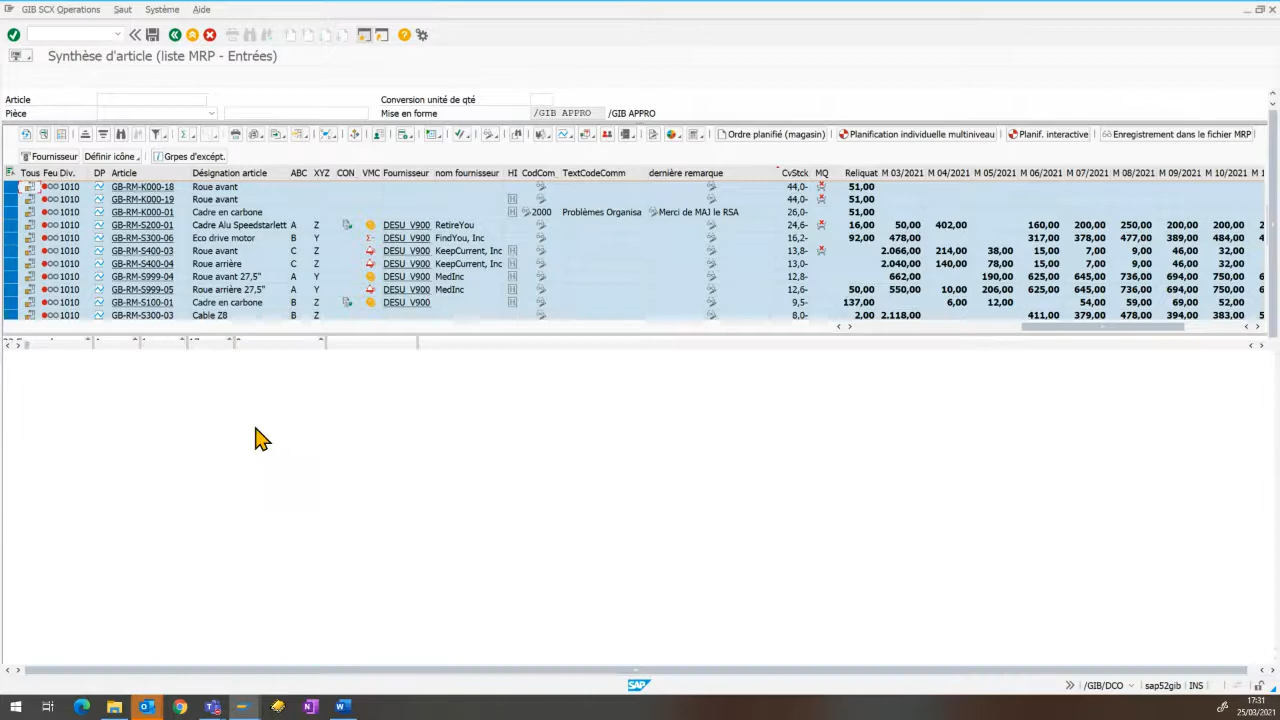 GIB SCX Operations Saut Système Aide
Synthèse d'article (liste MRP - Entrées)
Article Conversion unité de qté
Pièce Mise en forme /GIB APPRO /GIB APPRO
Ordre planifié (magasin) Planification individuelle multiniveau Planif. interactive Enregistrement dans le fichier MRP
Fournisseur Définir icône Grpes d'excépt.
Tous Feu Div. DP Article Désignation article ABC XYZ CON_ VMC Fournisseur nom fournisseur HI CodCom_ TextCodeComm dernière remarque CvStck MQ Reliquat M 03/2021 M 04/2021 M 05/2021 M 06/2021 M 07/2021 M 08/2021 M 09/2021 M 10/2021 M 1
1010 GB-RM-K000-18 Roue avant 44,0- 51,00
1010 GB-RM-K000-19 Roue avant H 44,0- 51,00
1010 GB-RM-K000-01 Cadre en carbone H 2000 Problèmes Organisa Merci de MAJ le RSA 26,0- 51,00
1010 GB-RM-S200-01 Cadre Alu Speedstarlett A Z DESU_V900 RetireYou 24,6- 16,00 50,00 402,00 160,00 200,00 250,00 200,00 200,00 2
1010 GB-RM-S300-06 Eco drive motor B Y DESU_V900 FindYou, Inc 16,2- 92,00 478,00 317,00 378,00 477,00 389,00 484,00 4
1010 GB-RM-S400-03 Roue avant C Z DESU_V900 KeepCurrent, Inc H 13,8- 2.066,00 214,00 38,00 15,00 7,00 9,00 46,00 32,00
1010 GB-RM-S400-04 Roue arrière C Z DESU_V900 KeepCurrent, Inc H 13,0- 2.040,00 140,00 78,00 15,00 7,00 9,00 46,00 32,00
1010 GB-RM-S999-04 Roue avant 27,5" A Y DESU_V900 MedInc H 12,8- 662,00 190,00 625,00 645,00 736,00 694,00 750,00 6
1010 GB-RM-S999-05 Roue arrière 27,5" A Y DESU_V900 MedInc H 12,6- 50,00 550,00 10,00 206,00 625,00 645,00 736,00 694,00 750,00 6
1010 GB-RM-S100-01 Cadre en carbone B Z DESU_V900 H 9,5- 137,00 6,00 12,00 54,00 59,00 69,00 52,00
1010 GB-RM-S300-03 Cable Z8 B Z 8,0- 2,00 2.118,00 411,00 379,00 478,00 394,00 383,00 5
SAP /GIB/DCO sap52gib INS
17:31
25/03/2021